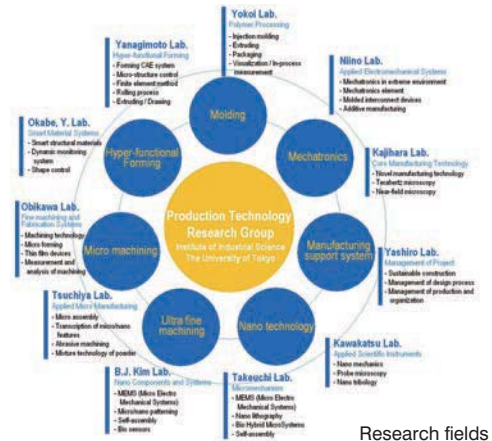 Yokoi Lab.
Polymer Processing
- Injection molding
- Extruding
- Packaging
- Visualization / In-process
measurement
Yanagimoto Lab.
Hyper-functional Forming
- Forming CAE system
- Micro-structure control
- Finite element method
- Rolling process
- Extruding / Drawing
Niino Lab.
Applied Electromechanical Systems
- Mechatronics in extreme environment
- Mechatronics element
- Molded interconnect devices
- Additive manufacturing
Okabe, Y. Lab.
Smart Material Systems
- Smart structural materials
- Dynamic monitoring
system
- Shape control
Kajihara Lab.
Core Manufacturing Technology
- Novel manufacturing technology
- Terahertz microscopy
- Near-field microscopy
Obikawa Lab.
Fine machining and
Fabrication Systems
- Machining technology
- Micro forming
- Thin film devices
- Measurement and
analysis of machining
Yashiro Lab.
Management of Project
- Sustainable construction
- Management of design process
- Management of production and
organization
Tsuchiya Lab.
Applied Micro Manufacturing
- Micro assembly
- Transcription of micro/nano
features
- Abrasive machining
- Mixture technology of powder
Kawakatsu Lab.
Applied Scientific Instruments
- Nano mechanics
- Probe microscopy
- Nano tribology
B.J. Kim Lab.
Nano Components and Systems
- MEMS (Micro Electro
Mechanical Systems)
- Micro/nano patterning
- Self-assembly
- Bio sensors
Takeuchi Lab.
Micromechanisms
- MEMS (Micro Electro
Mechanical Systems)
- Nano lithography
- Bio Hybrid MicroSystems
- Self-assembly
Molding
Hyper-functional
Forming
Mechatronics
Production Technology
Research Group
Institute of Industrial Science
The University of Tokyo
Micro machining
Manufacturing
support system
Ultra fine
machining
Nano technology
Research fields